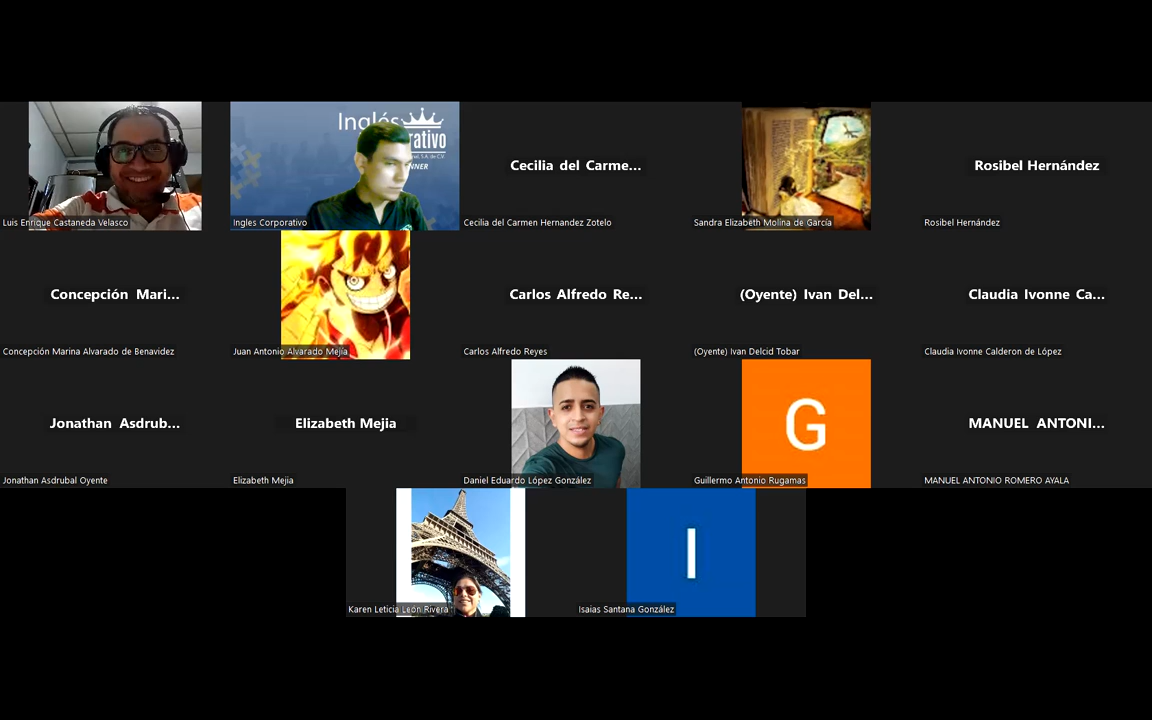 Inglés
rativo
nal, S.A. de C.V.
NNER
Cecilia del Carme...
Rosibel Hernández
Luis Enrique Castaneda Velasco
Ingles Corporativo
Cecilia del Carmen Hernandez Zotelo
Sandra Elizabeth Molina de García
Rosibel Hernández
Concepción Mari...
Carlos Alfredo Re...
(Oyente) Ivan Del...
Claudia Ivonne Ca...
Concepción Marina Alvarado de Benavidez
Juan Antonio Alvarado Mejía
Carlos Alfredo Reyes
(Oyente) Ivan Delcid Tobar
Claudia Ivonne Calderon de López
Jonathan Asdrub...
Elizabeth Mejia
G
MANUEL ANTONI...
Jonathan Asdrubal Oyente
Elizabeth Mejia
Daniel Eduardo López González
Guillermo Antonio Rugamas
MANUEL ANTONIO ROMERO AYALA
I
Karen Leticia León Rivera
Isaias Santana González